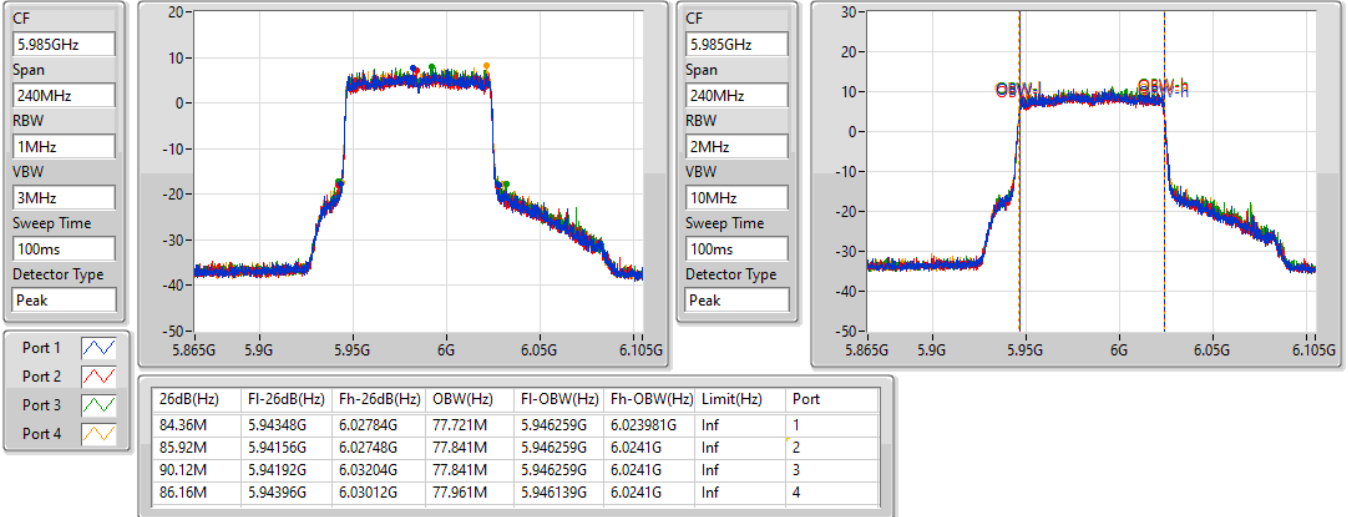 CF
5.985GHz
Span
240MHz
RBW
1MHz
VBW
3MHz
Sweep Time
100ms
Detector Type
Peak
20
10
0
-10
-20
-30
-40
-50
5.865G 5.9G 5.95G 6G 6.05G 6.105G
CF
5.985GHz
Span
240MHz
RBW
2MHz
VBW
10MHz
Sweep Time
100ms
Detector Type
Peak
30
20
10
0
-10
-20
-30
-40
-50
OBW-l OBW-h
5.865G 5.9G 5.95G 6G 6.05G 6.105G
Port 1
Port 2
Port 3
Port 4
26dB(Hz) Fl-26dB(Hz) Fh-26dB(Hz) OBW(Hz) Fl-OBW(Hz) Fh-OBW(Hz) Limit(Hz) Port
84.36M 5.94348G 6.02784G 77.721M 5.946259G 6.023981G Inf 1
85.92M 5.94156G 6.02748G 77.841M 5.946259G 6.0241G Inf 2
90.12M 5.94192G 6.03204G 77.841M 5.946259G 6.0241G Inf 3
86.16M 5.94396G 6.03012G 77.961M 5.946139G 6.0241G Inf 4